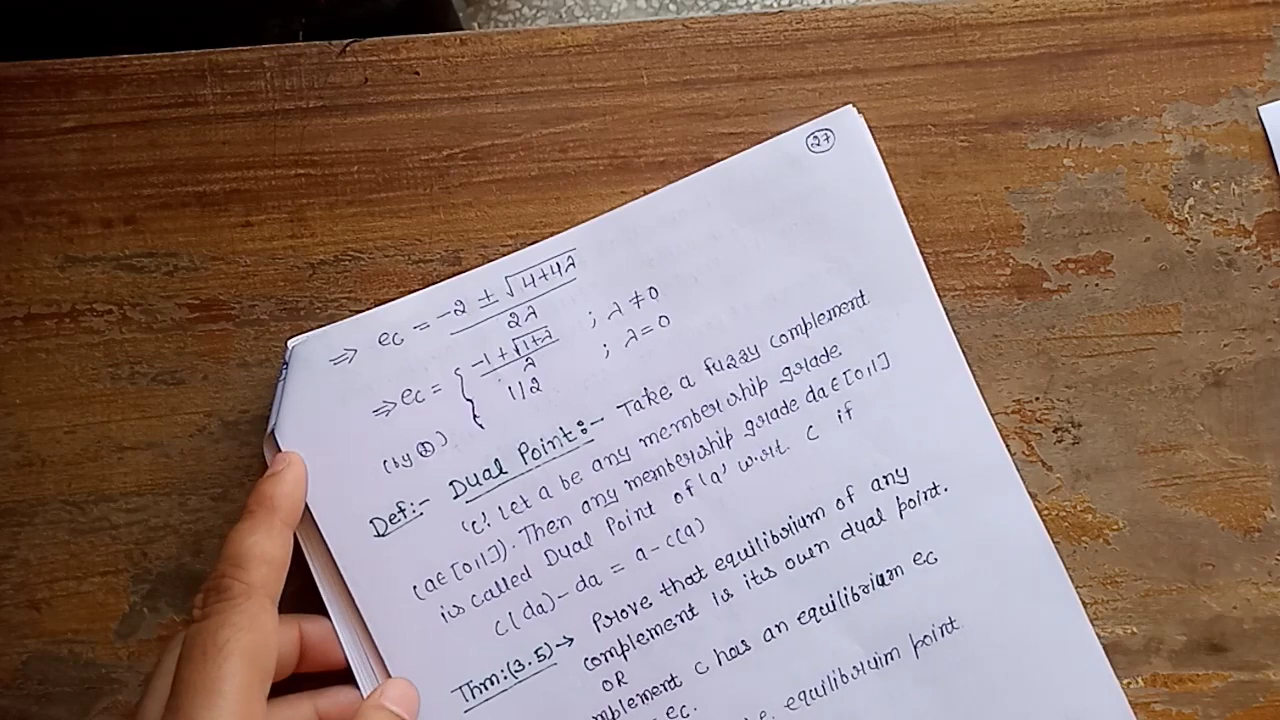 27
⇒ ec = -2 ± √4+4λ / 2λ
⇒ ec = { -1+√1+λ / λ ; λ≠0
1/2 ; λ=0
(by
Def:- Dual Point:- Take a fuzzy complement
'c'. Let a be any membership grade
(a∈[0,1]). Then any membership grade da∈[0,1]
is called Dual Point of 'a' w.r.t. c if
c(da)-da = a-c(a)
Thm:(3.5)→ Prove that equilibrium of any
complement is its own dual point.
OR
mplement c has an equilibrium ec
ec.
equilibrium point